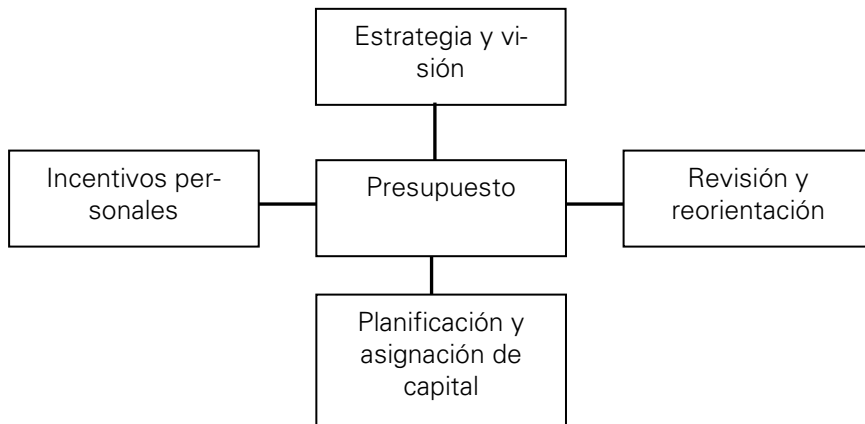 Estrategia y vi-
sión
Incentivos per-
sonales
Presupuesto
Revisión y
reorientación
Planificación y
asignación de
capital